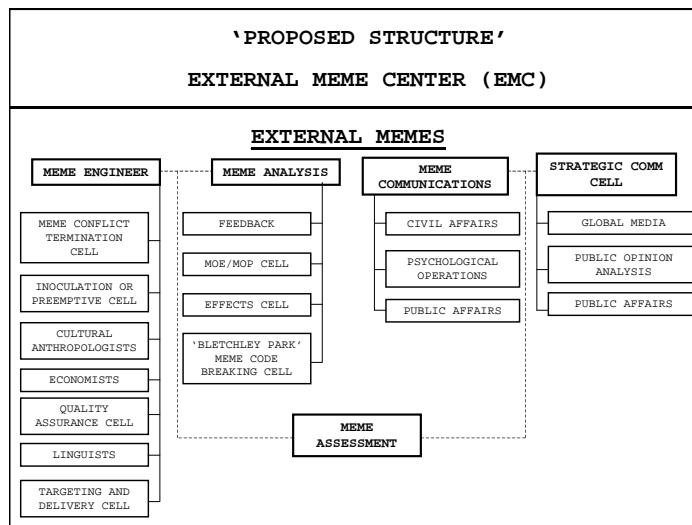 ‘PROPOSED STRUCTURE’
EXTERNAL MEME CENTER (EMC)
EXTERNAL MEMES
MEME ENGINEER
MEME CONFLICT
TERMINATION
CELL
INOCULATION OR
PREEMPTIVE CELL
CULTURAL
ANTHROPOLOGISTS
ECONOMISTS
QUALITY
ASSURANCE CELL
LINGUISTS
TARGETING AND
DELIVERY CELL
MEME ANALYSIS
FEEDBACK
MOE/MOP CELL
EFFECTS CELL
‘BLETCHLEY PARK’
MEME CODE
BREAKING CELL
MEME
COMMUNICATIONS
CIVIL AFFAIRS
PSYCHOLOGICAL
OPERATIONS
PUBLIC AFFAIRS
STRATEGIC COMM
CELL
GLOBAL MEDIA
PUBLIC OPINION
ANALYSIS
PUBLIC AFFAIRS
MEME
ASSESSMENT